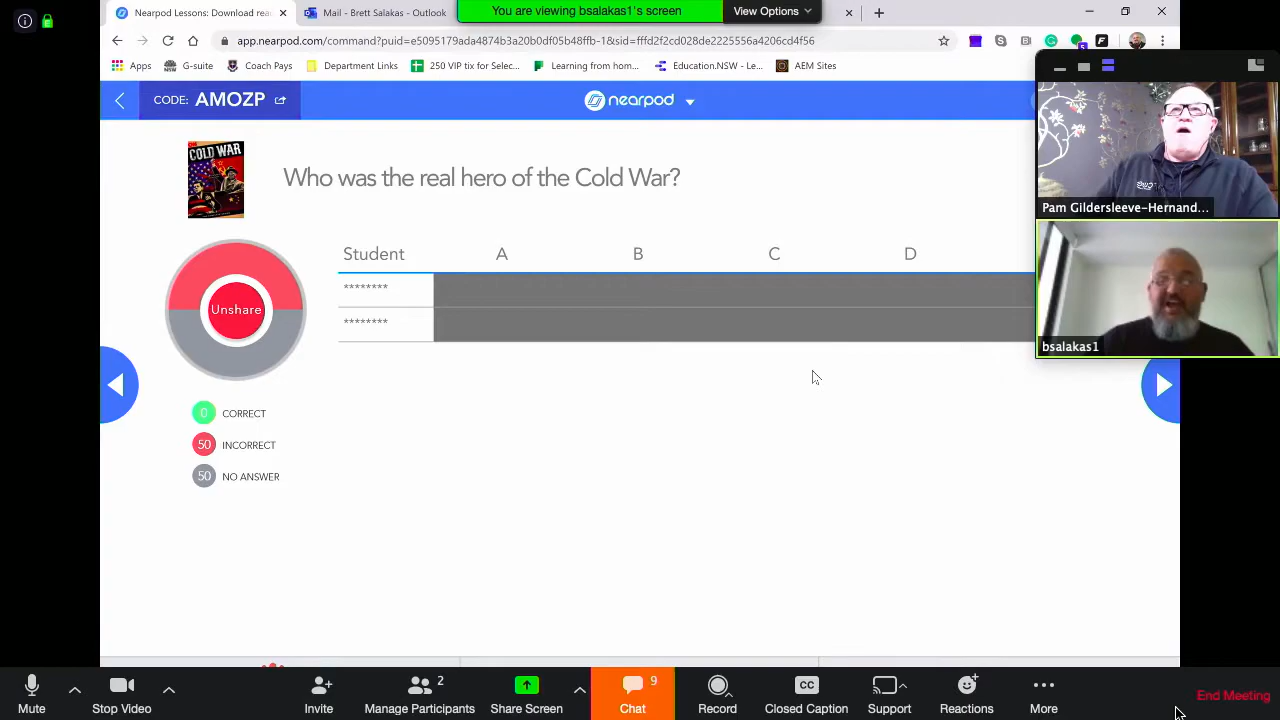 Nearpod Lessons: Download rea
Mail - Brett Salakas - Outlook
You are viewing bsalakas1's screen
View Options
app.nearpod.com/command?puid=e5095179ada4874b3a20b0df05b48ffb-1&sid=fffd2f2cd028de2225556a4206cd4f56
Apps
G-suite
Coach Pays
Department Links
250 VIP tix for Selec...
Learning from hom...
Education.NSW - Le...
AEM Sites
CODE: AMOZP
nearpod
COLD WAR
Who was the real hero of the Cold War?
Student A B C D
********
********
Unshare
0 CORRECT
50 INCORRECT
50 NO ANSWER
Pam Gildersleeve-Hernand...
bsalakas1
Mute
Stop Video
Invite
2
Manage Participants
Share Screen
9
Chat
Record
CC
Closed Caption
Support
Reactions
More
End Meeting